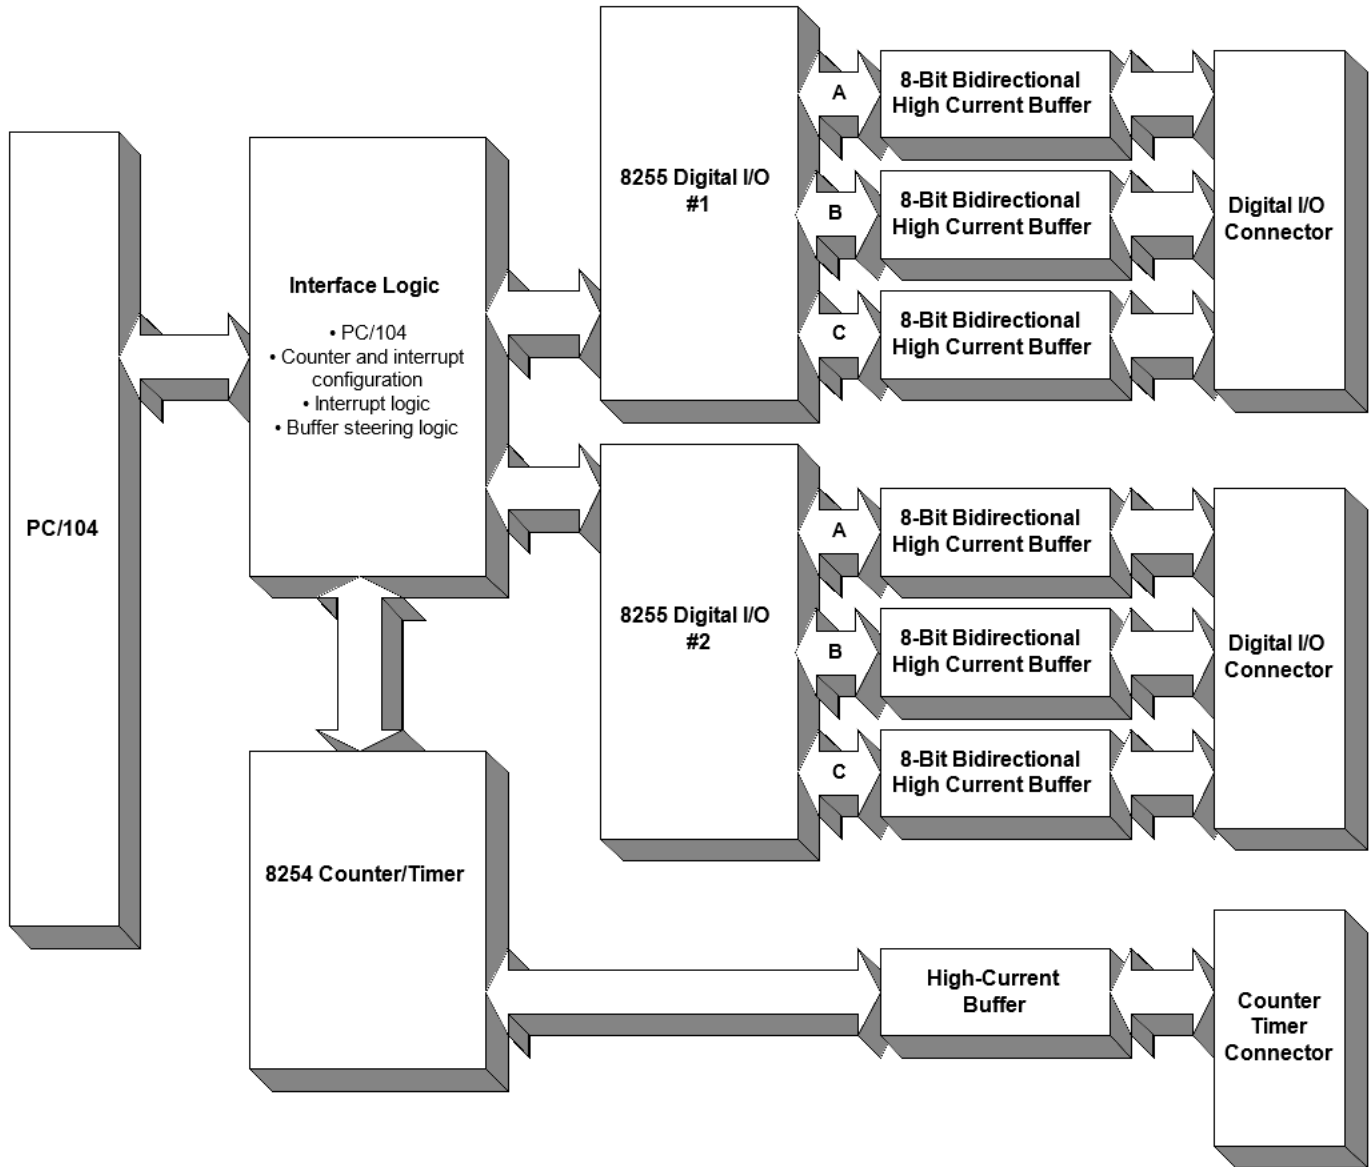 PC/104
Interface Logic
• PC/104
• Counter and interrupt
configuration
• Interrupt logic
• Buffer steering logic
8255 Digital I/O
#1
A
8-Bit Bidirectional
High Current Buffer
B
8-Bit Bidirectional
High Current Buffer
C
8-Bit Bidirectional
High Current Buffer
Digital I/O
Connector
8255 Digital I/O
#2
A
8-Bit Bidirectional
High Current Buffer
B
8-Bit Bidirectional
High Current Buffer
C
8-Bit Bidirectional
High Current Buffer
Digital I/O
Connector
8254 Counter/Timer
High-Current
Buffer
Counter
Timer
Connector